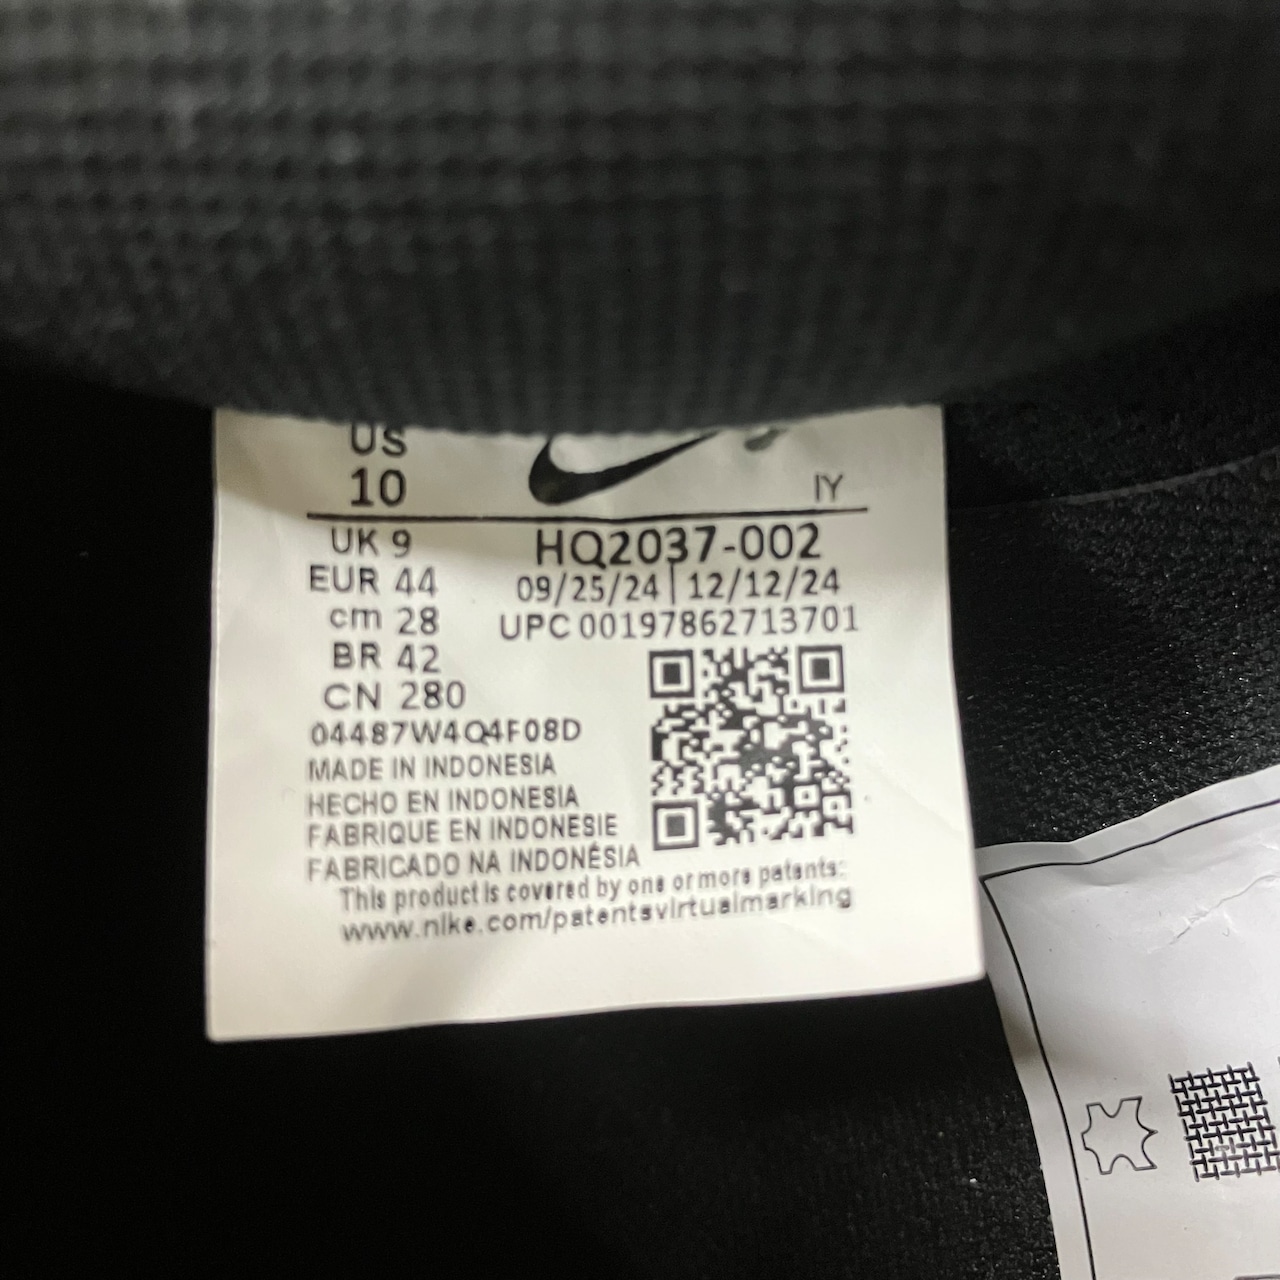 US
10
IY
UK 9
HQ2037-002
EUR 44
09/25/24 | 12/12/24
cm 28
UPC 00197862713701
BR 42
CN 280
04487W4Q4F08D
MADE IN INDONESIA
HECHO EN INDONESIA
FABRIQUE EN INDONESIE
FABRICADO NA INDONÉSIA
This product is covered by one or more patents:
www.nike.com/patentsvirtualmarking